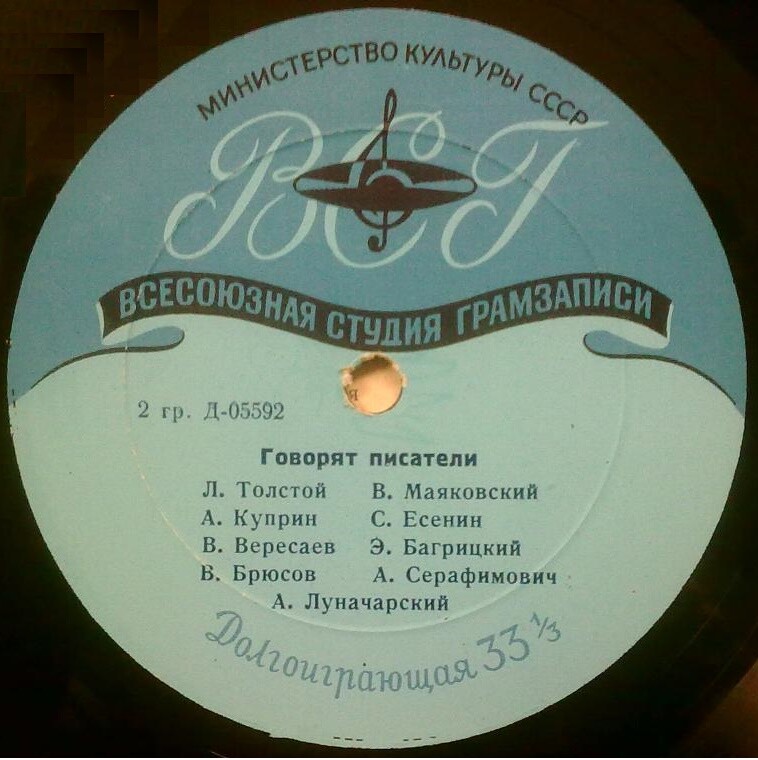 МИНИСТЕРСТВО КУЛЬТУРЫ СССР
ВСГ
ВСЕСОЮЗНАЯ СТУДИЯ ГРАМЗАПИСИ
я
2 гр. Д-05592
Говорят писатели
Л. Толстой В. Маяковский
А. Куприн С. Есенин
В. Вересаев Э. Багрицкий
В. Брюсов А. Серафимович
А. Луначарский
Долгоиграющая 33 1/3